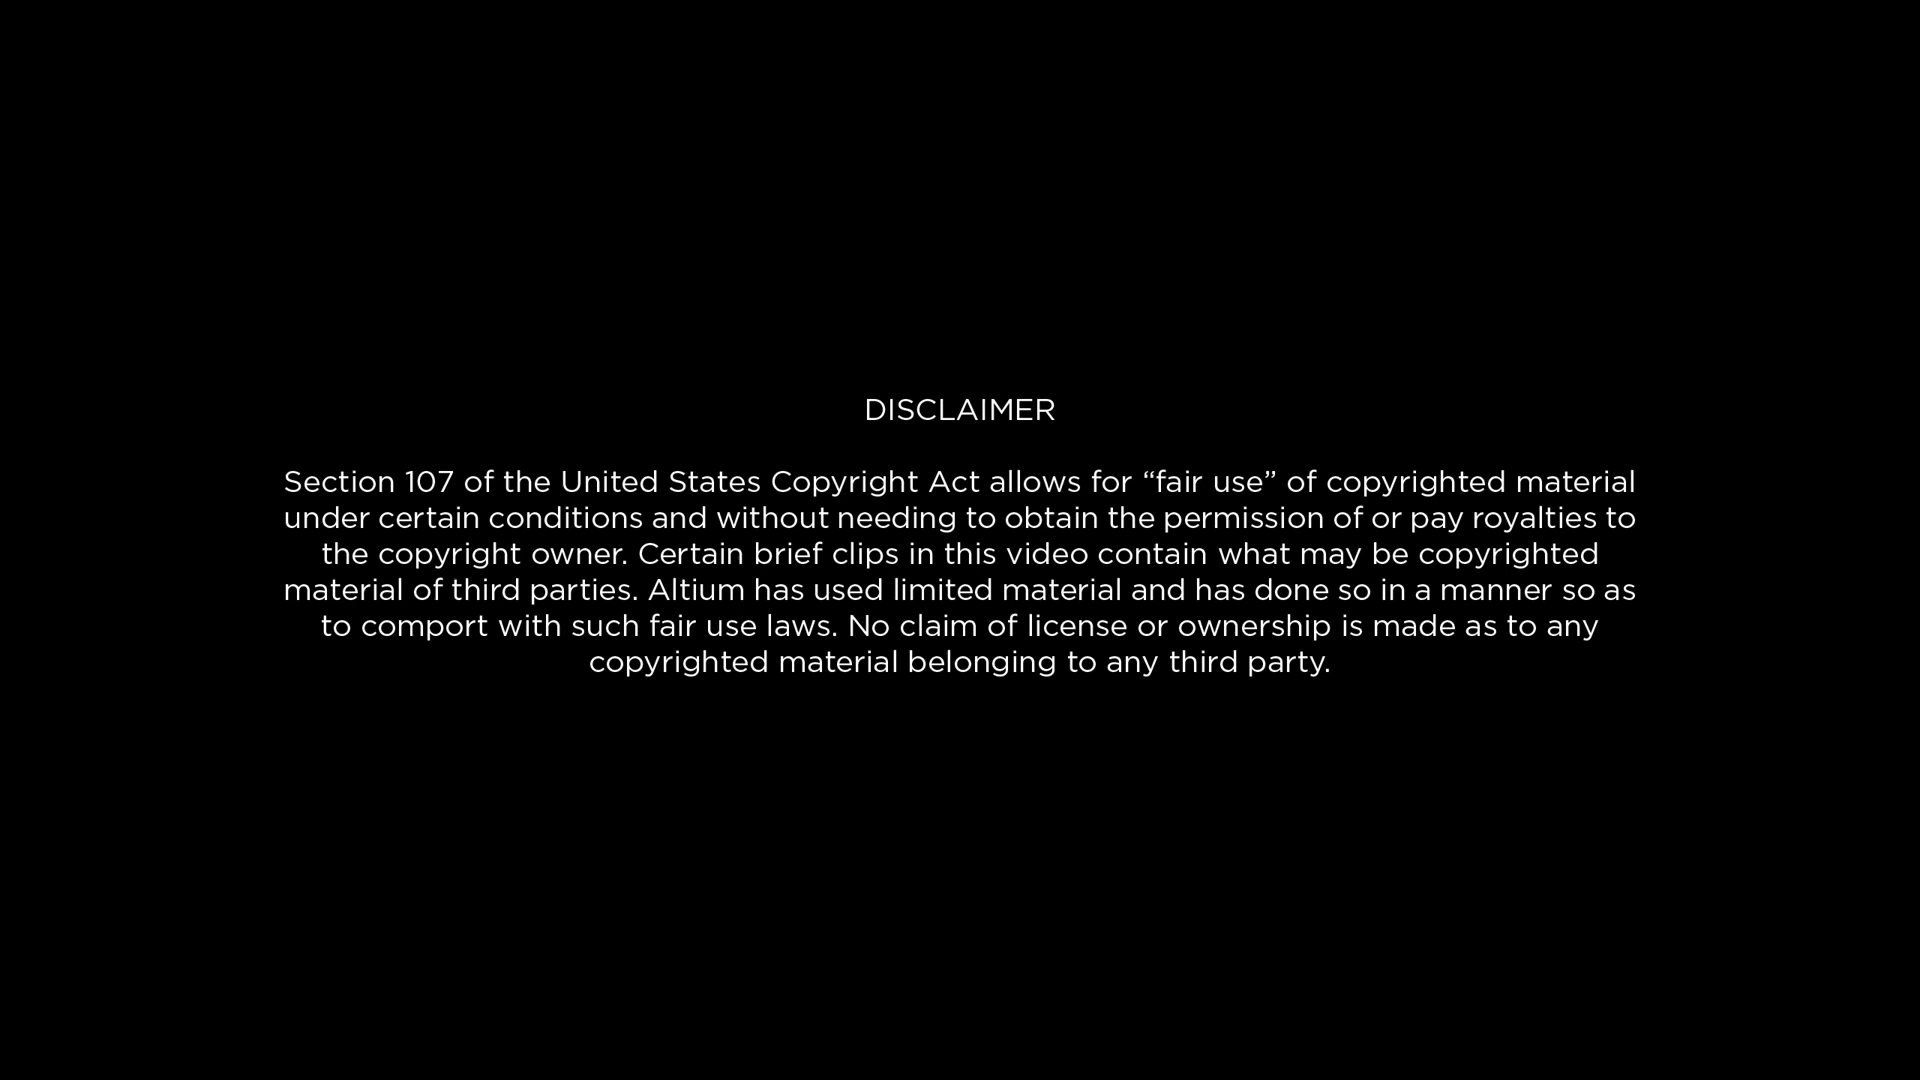 DISCLAIMER
Section 107 of the United States Copyright Act allows for “fair use” of copyrighted material
under certain conditions and without needing to obtain the permission of or pay royalties to
the copyright owner. Certain brief clips in this video contain what may be copyrighted
material of third parties. Altium has used limited material and has done so in a manner so as
to comport with such fair use laws. No claim of license or ownership is made as to any
copyrighted material belonging to any third party.